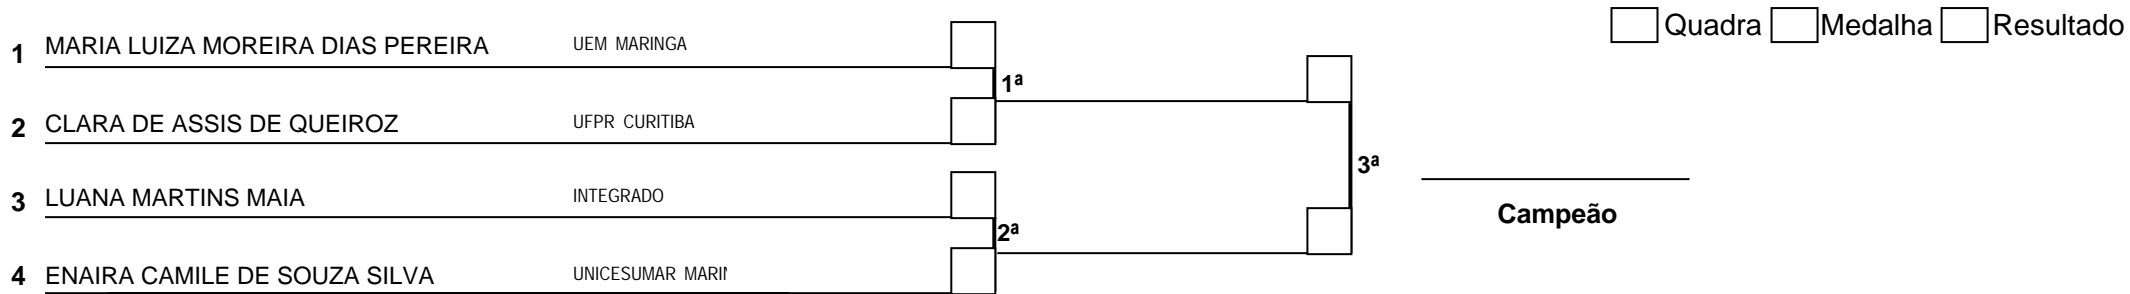 Quadra Medalha Resultado
1 MARIA LUIZA MOREIRA DIAS PEREIRA UEM MARINGA
1ª
2 CLARA DE ASSIS DE QUEIROZ UFPR CURITIBA
3ª
3 LUANA MARTINS MAIA INTEGRADO
Campeão
2ª
4 ENAIRA CAMILE DE SOUZA SILVA UNICESUMAR